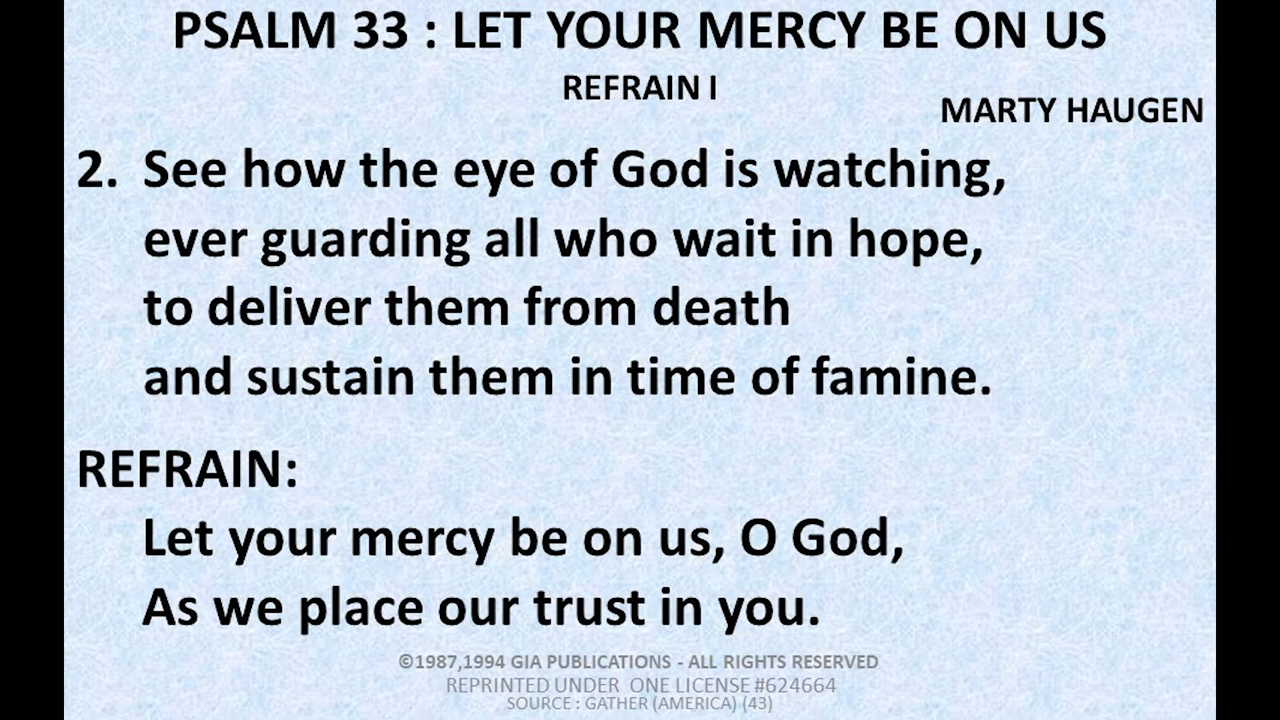 PSALM 33 : LET YOUR MERCY BE ON US
REFRAIN I
MARTY HAUGEN
2. See how the eye of God is watching,
ever guarding all who wait in hope,
to deliver them from death
and sustain them in time of famine.
REFRAIN:
Let your mercy be on us, O God,
As we place our trust in you.
©1987,1994 GIA PUBLICATIONS - ALL RIGHTS RESERVED
REPRINTED UNDER ONE LICENSE #624664
SOURCE : GATHER (AMERICA) (43)